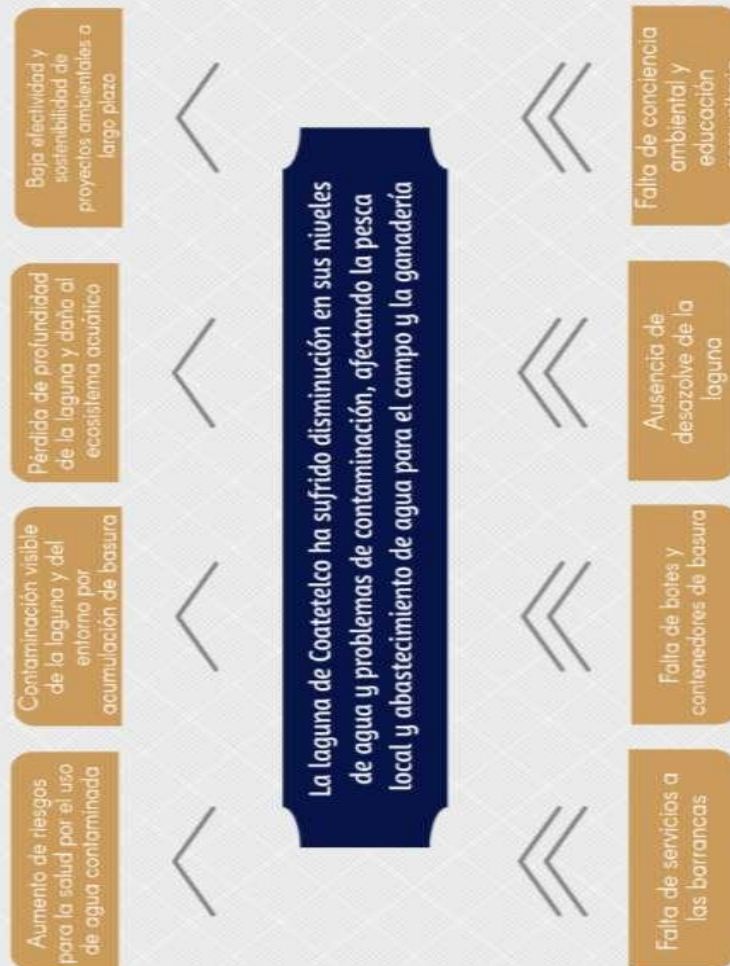 Aumento de riesgos
para la salud por el uso
de agua contaminada
Contaminación visible
de la laguna y del
entorno por
acumulación de basura
Pérdida de profundidad
de la laguna y daño al
ecosistema acuático
Baja efectividad y
sostenibilidad de
proyectos ambientales a
largo plazo
La laguna de Coatetelco ha sufrido disminución en sus niveles
de agua y problemas de contaminación, afectando la pesca
local y abastecimiento de agua para el campo y la ganadería
Falta de servicios a
las barrancas
Falta de botes y
contenedores de basura
Ausencia de
desazolve de la
laguna
Falta de conciencia
ambiental y
educación